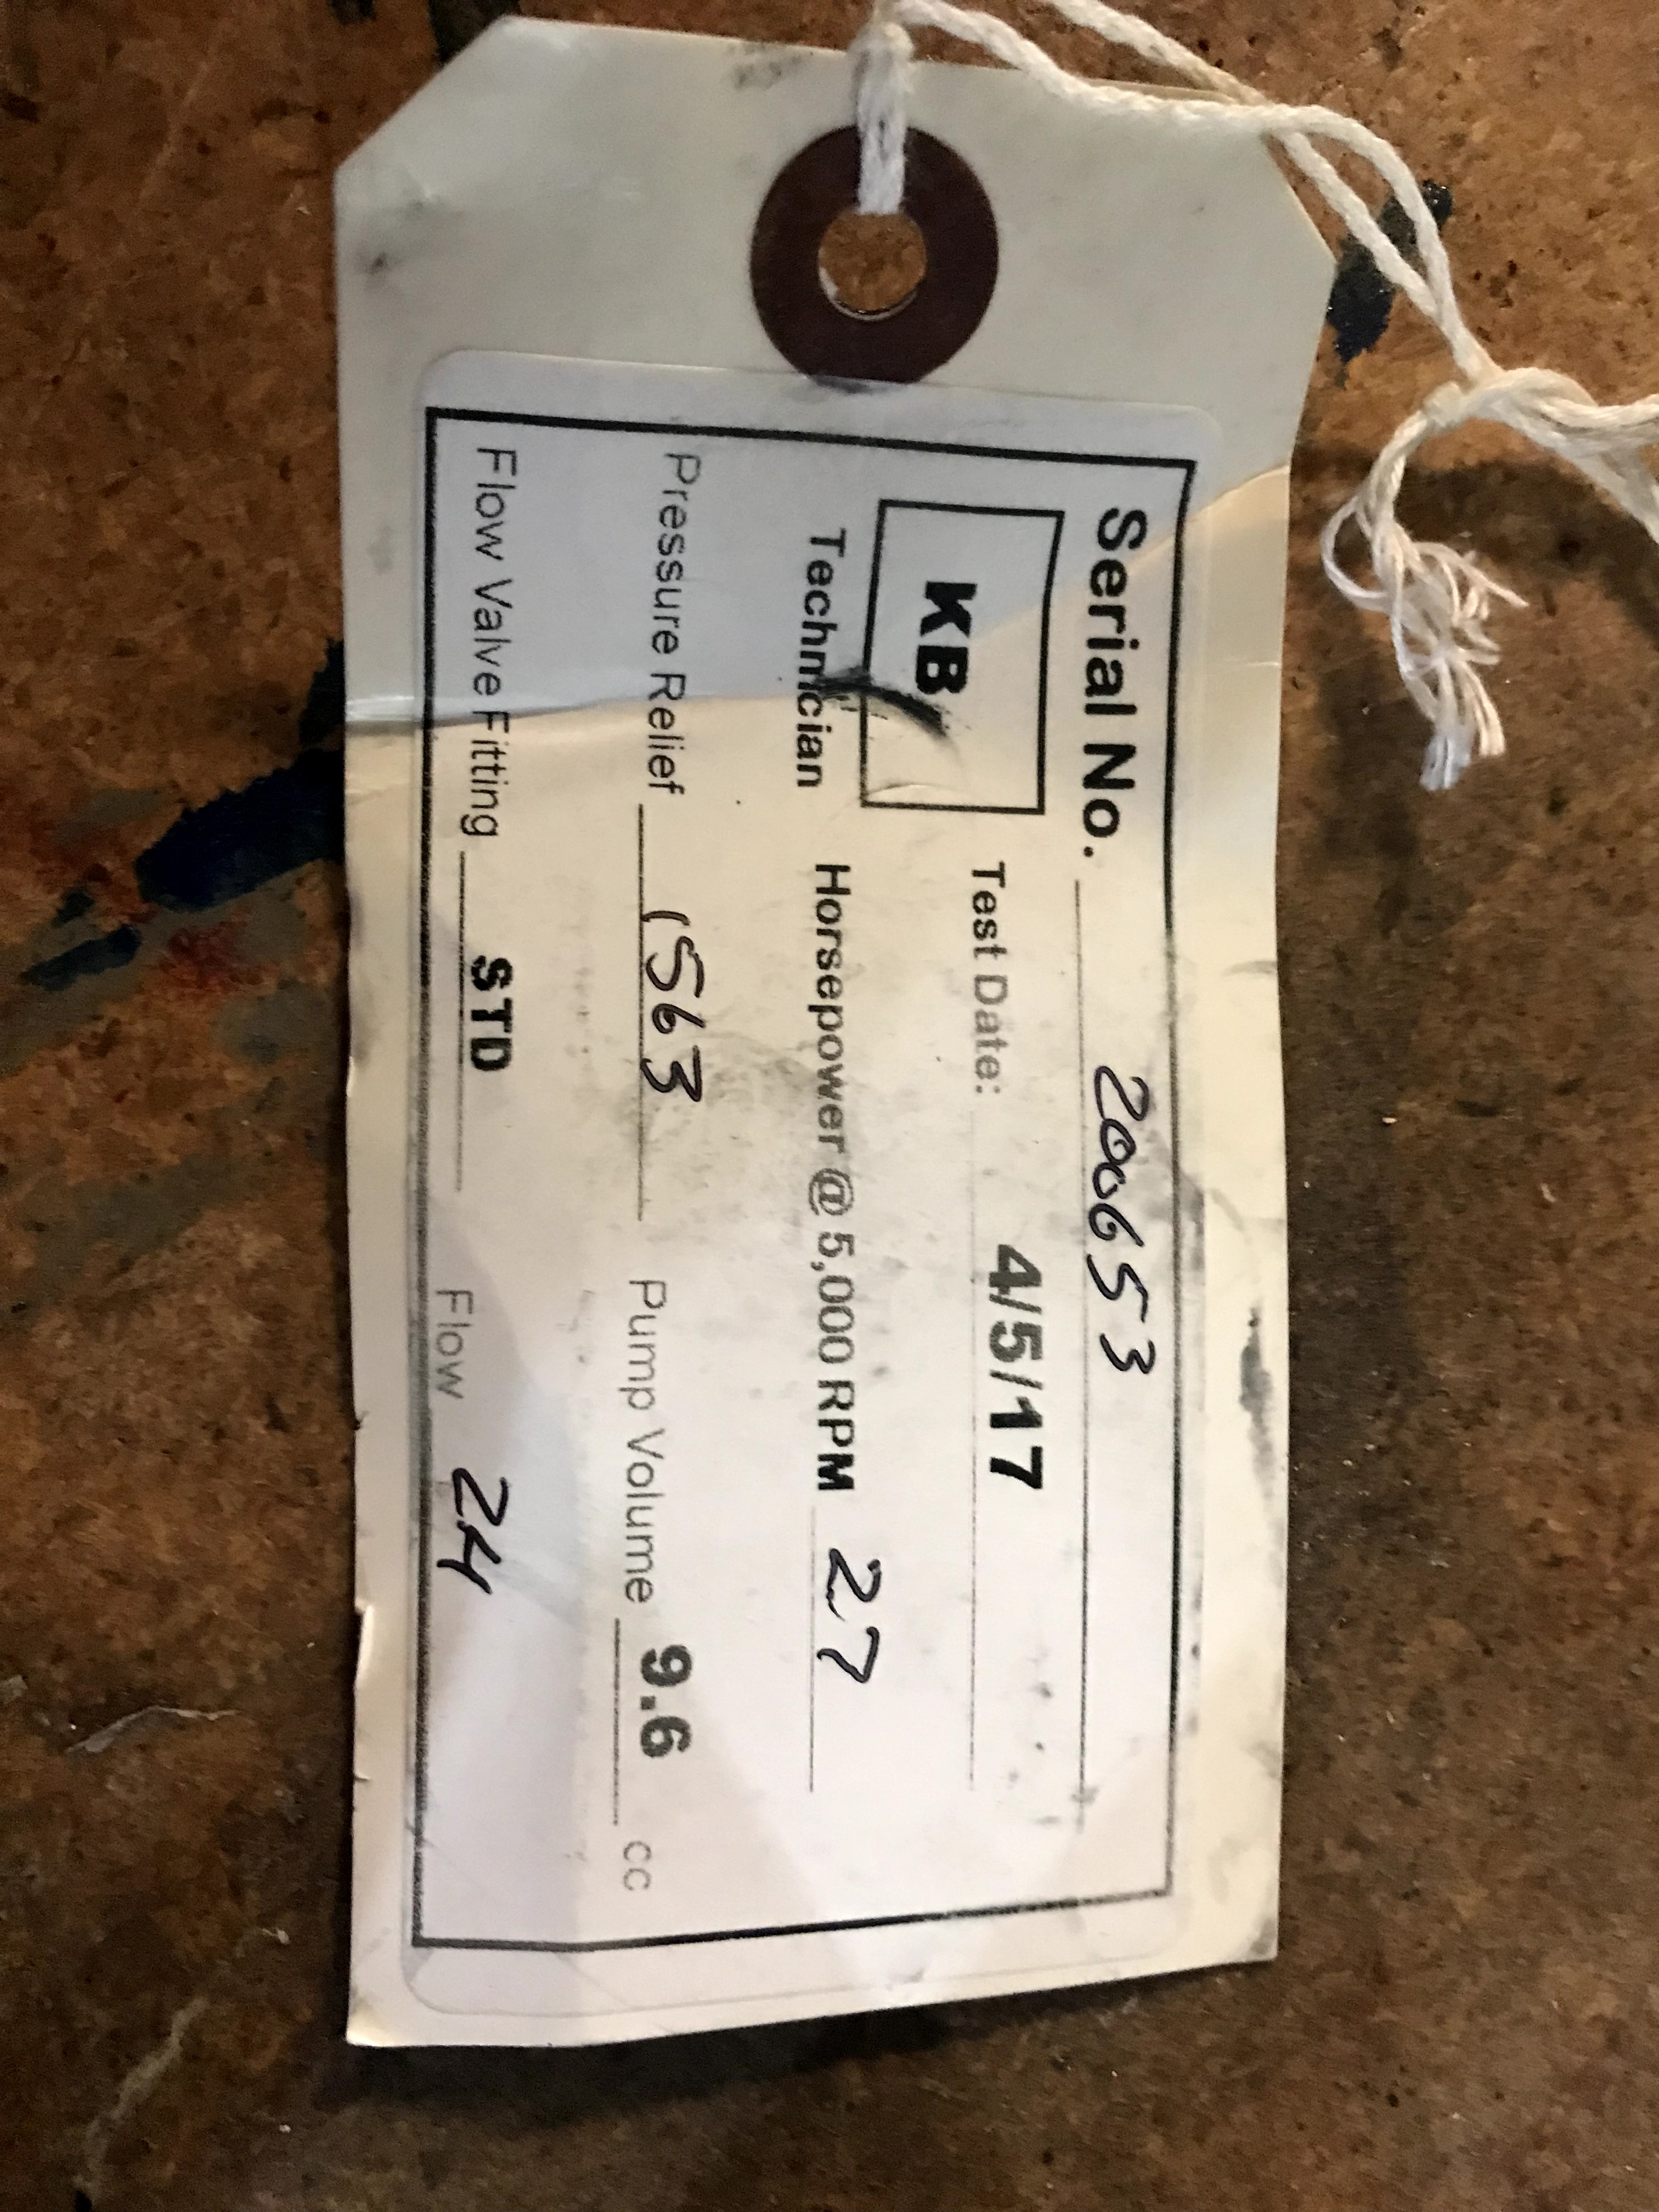 Serial No. 200653
KB
Test Date: 4/5/17
Technician Horsepower @ 5,000 RPM 27
Pressure Relief 1563 Pump Volume 9.6 cc
Flow Valve Fitting STD Flow 24